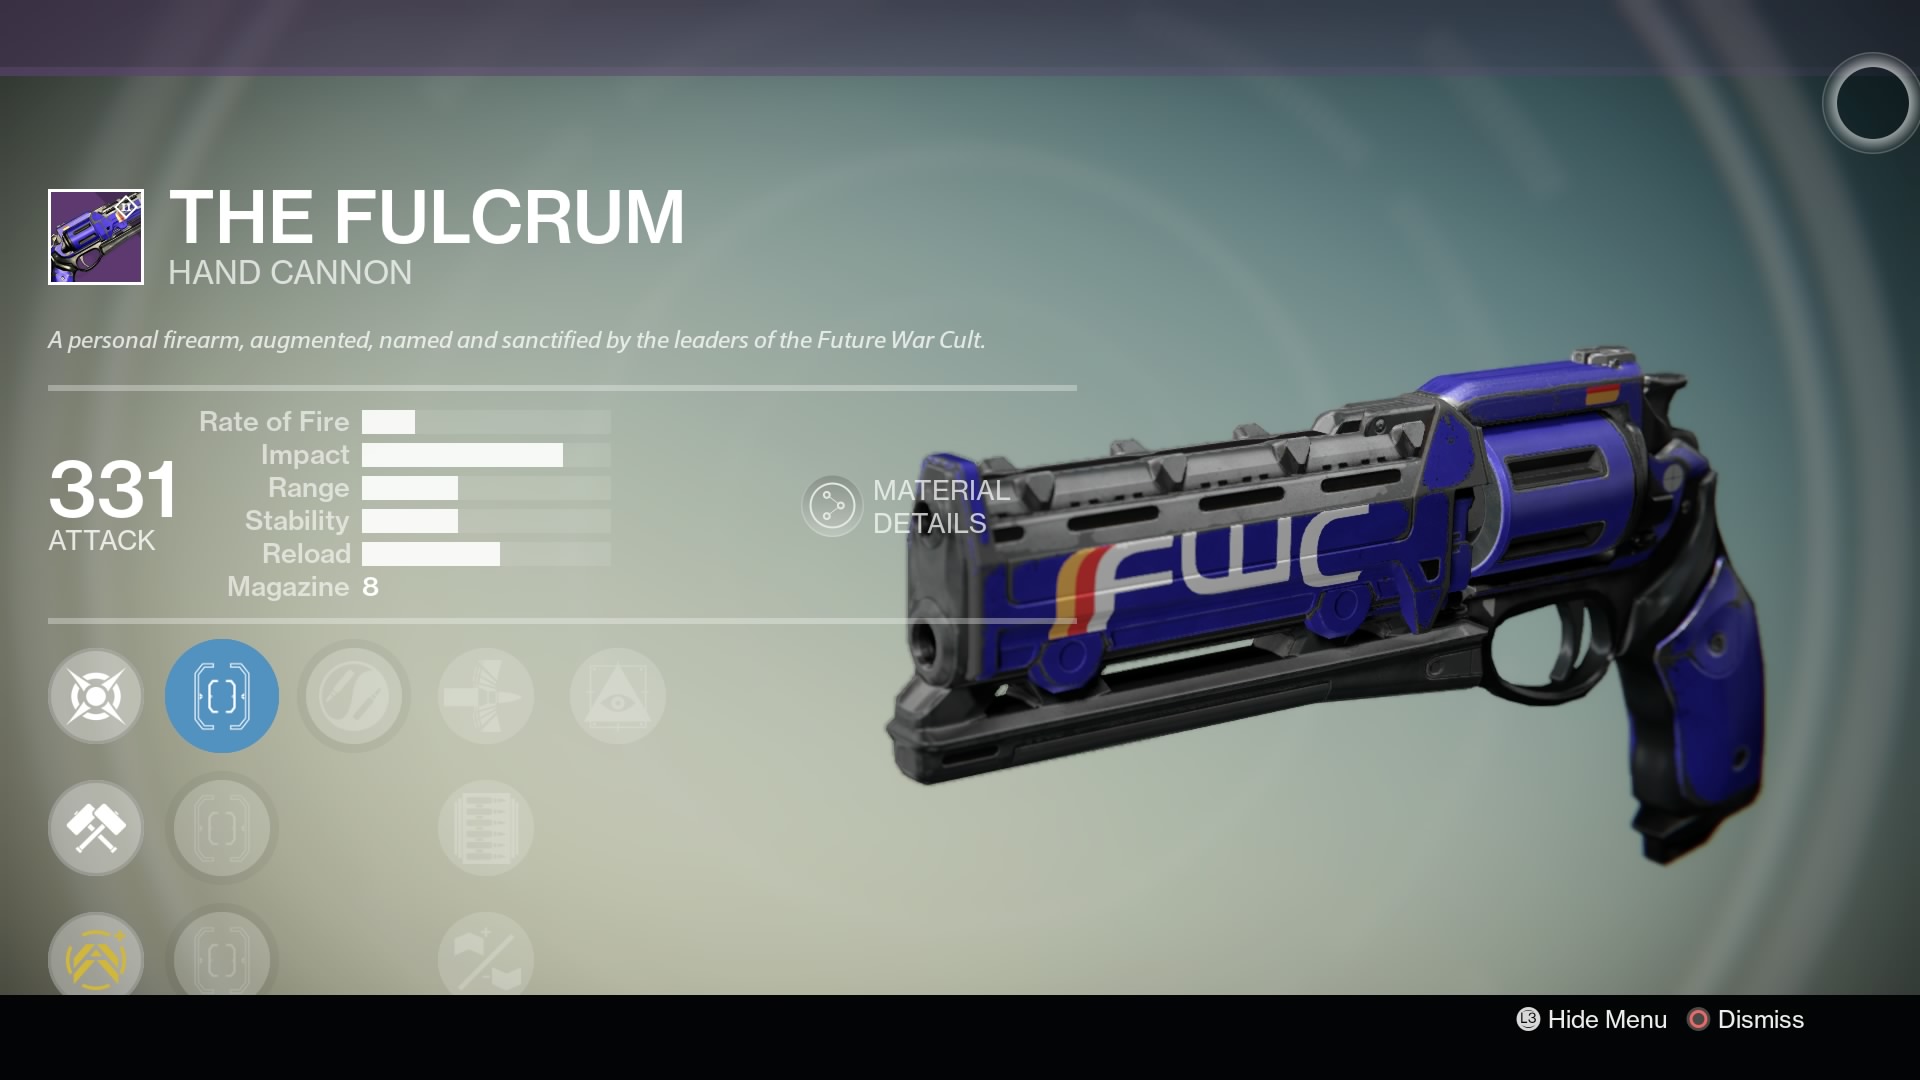 THE FULCRUM
HAND CANNON
A personal firearm, augmented, named and sanctified by the leaders of the Future War Cult.
331
ATTACK
Rate of Fire
Impact
Range
Stability
Reload
Magazine 8
MATERIAL
DETAILS
FWC
L3 Hide Menu Dismiss